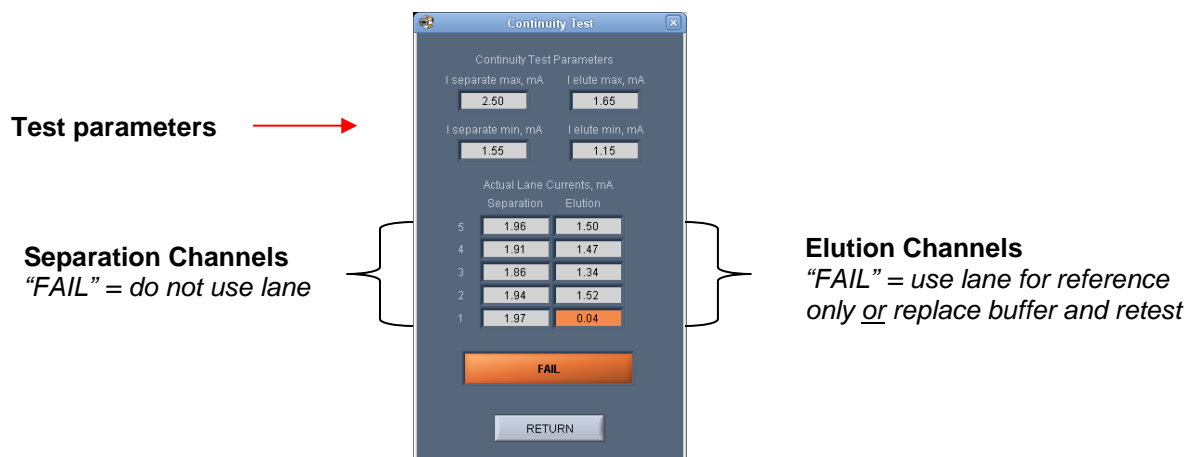 Continuity Test
Continuity Test Parameters
I separate max, mA I elute max, mA
2.50 1.65
Test parameters
I separate min, mA I elute min, mA
1.55 1.15
Actual Lane Currents, mA
Separation Elution
5 1.96 1.50
4 1.91 1.47
3 1.86 1.34
2 1.94 1.52
1 1.97 0.04
Separation Channels
“FAIL” = do not use lane
Elution Channels
“FAIL” = use lane for reference
only or replace buffer and retest
FAIL
RETURN